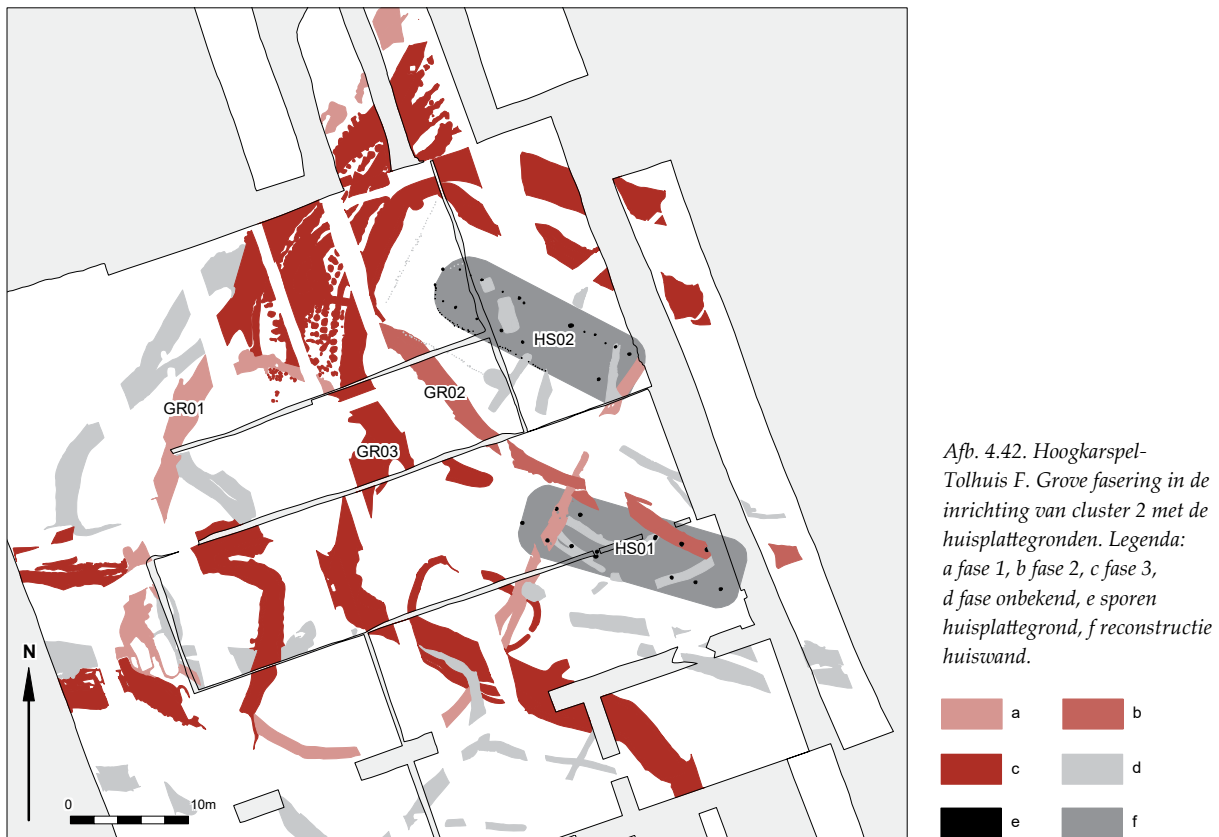 HS02
GR02
GR01
GR03
HS01
N
0 10m
Afb. 4.42. Hoogkarspel-
Tolhuis F. Grove fasering in de
inrichting van cluster 2 met de
huisplattegronden. Legenda:
a fase 1, b fase 2, c fase 3,
d fase onbekend, e sporen
huisplattegrond, f reconstructie
huiswand.
a b
c d
e f